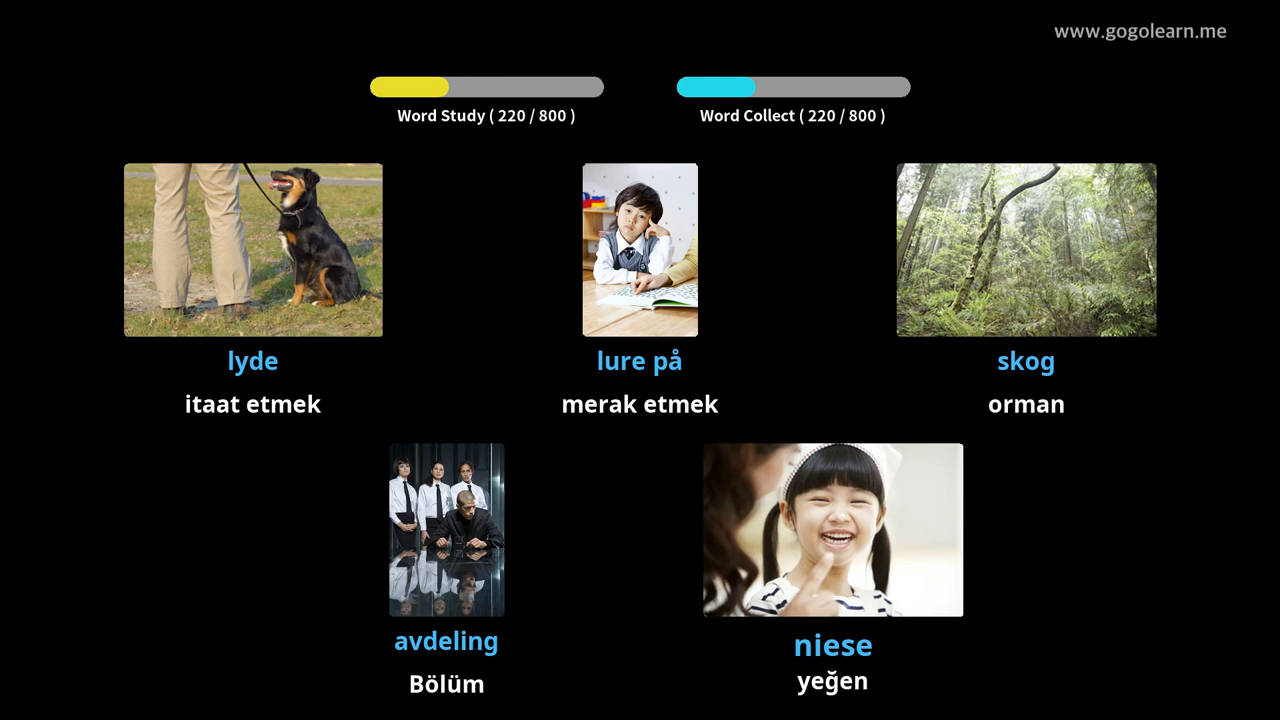 www.gogolearn.me
Word Study ( 220 / 800 )
Word Collect ( 220 / 800 )
lyde
lure på
skog
itaat etmek
merak etmek
orman
avdeling
niese
Bölüm
yeğen